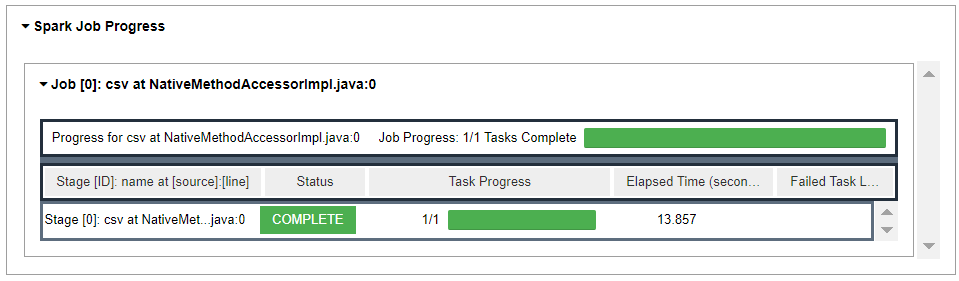 Spark Job Progress
Job [0]: csv at NativeMethodAccessorImpl.java:0
Progress for csv at NativeMethodAccessorImpl.java:0 Job Progress: 1/1 Tasks Complete
Stage [ID]: name at [source]:[line] Status Task Progress Elapsed Time (secon... Failed Task L...
Stage [0]: csv at NativeMet...java:0 COMPLETE 1/1 13.857